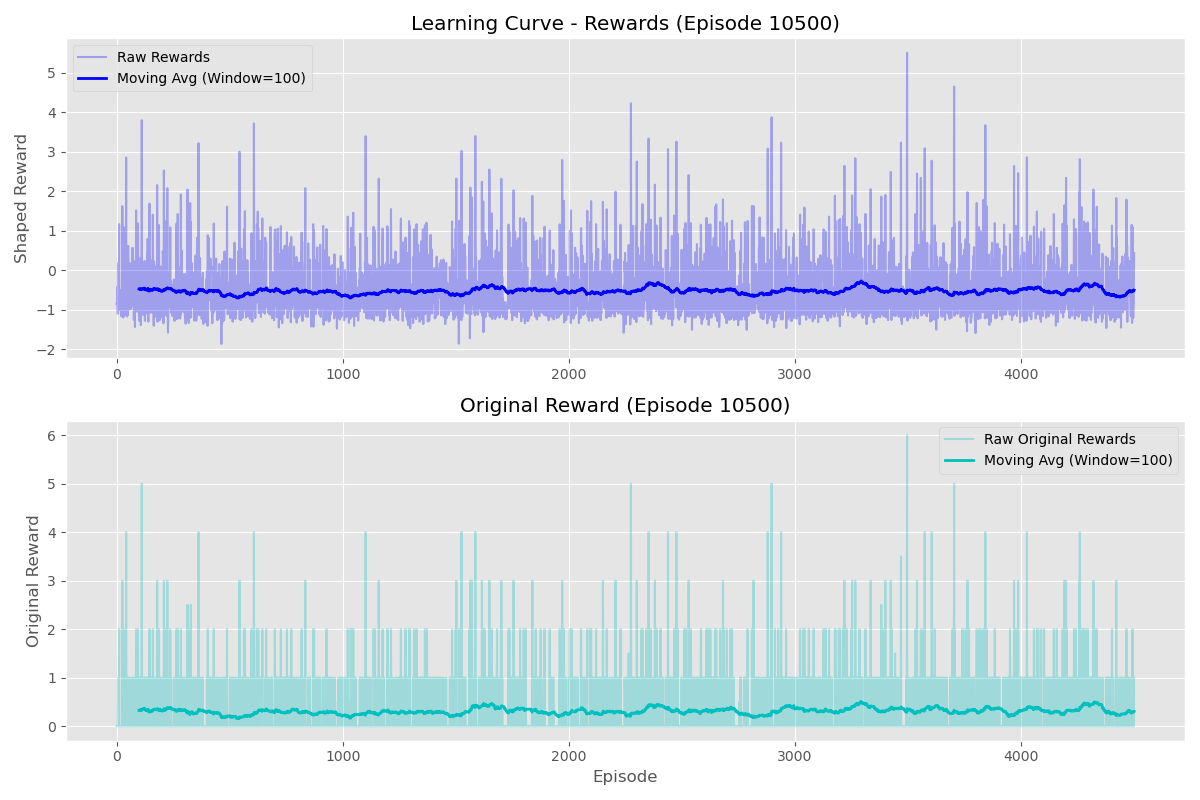 Learning Curve - Rewards (Episode 10500)
Raw Rewards
Moving Avg (Window=100)
Shaped Reward
5
4
3
2
1
0
−1
−2
0 1000 2000 3000 4000
Original Reward (Episode 10500)
Raw Original Rewards
Moving Avg (Window=100)
Original Reward
6
5
4
3
2
1
0
0 1000 2000 3000 4000
Episode